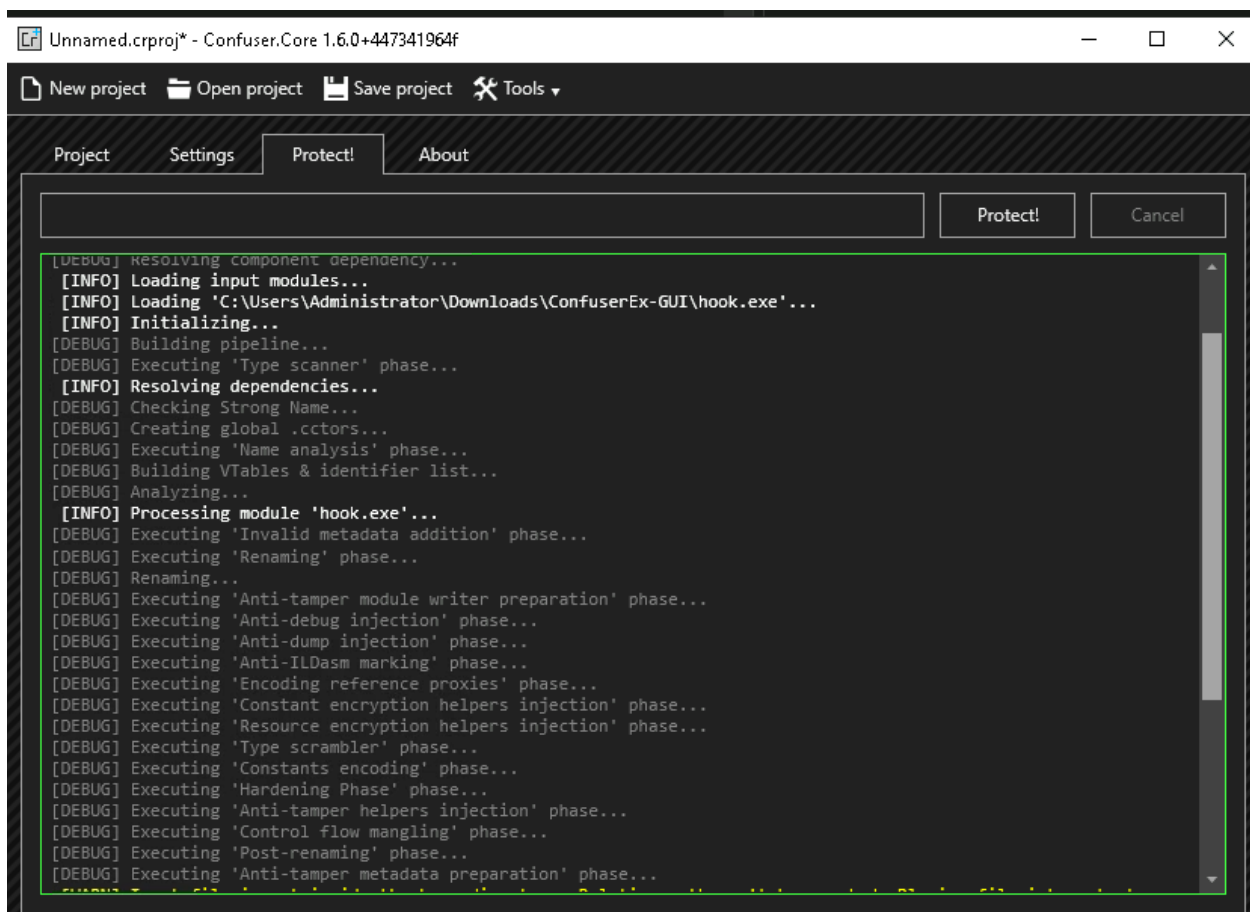 Unnamed.crproj* - Confuser.Core 1.6.0+447341964f
New project Open project Save project Tools
Project Settings Protect! About
Protect! Cancel
[DEBUG] Resolving component dependency...
[INFO] Loading input modules...
[INFO] Loading 'C:\Users\Administrator\Downloads\ConfuserEx-GUI\hook.exe'...
[INFO] Initializing...
[DEBUG] Building pipeline...
[DEBUG] Executing 'Type scanner' phase...
[INFO] Resolving dependencies...
[DEBUG] Checking Strong Name...
[DEBUG] Creating global .cctors...
[DEBUG] Executing 'Name analysis' phase...
[DEBUG] Building VTables & identifier list...
[DEBUG] Analyzing...
[INFO] Processing module 'hook.exe'...
[DEBUG] Executing 'Invalid metadata addition' phase...
[DEBUG] Executing 'Renaming' phase...
[DEBUG] Renaming...
[DEBUG] Executing 'Anti-tamper module writer preparation' phase...
[DEBUG] Executing 'Anti-debug injection' phase...
[DEBUG] Executing 'Anti-dump injection' phase...
[DEBUG] Executing 'Anti-ILDasm marking' phase...
[DEBUG] Executing 'Encoding reference proxies' phase...
[DEBUG] Executing 'Constant encryption helpers injection' phase...
[DEBUG] Executing 'Resource encryption helpers injection' phase...
[DEBUG] Executing 'Type scrambler' phase...
[DEBUG] Executing 'Constants encoding' phase...
[DEBUG] Executing 'Hardening Phase' phase...
[DEBUG] Executing 'Anti-tamper helpers injection' phase...
[DEBUG] Executing 'Control flow mangling' phase...
[DEBUG] Executing 'Post-renaming' phase...
[DEBUG] Executing 'Anti-tamper metadata preparation' phase...